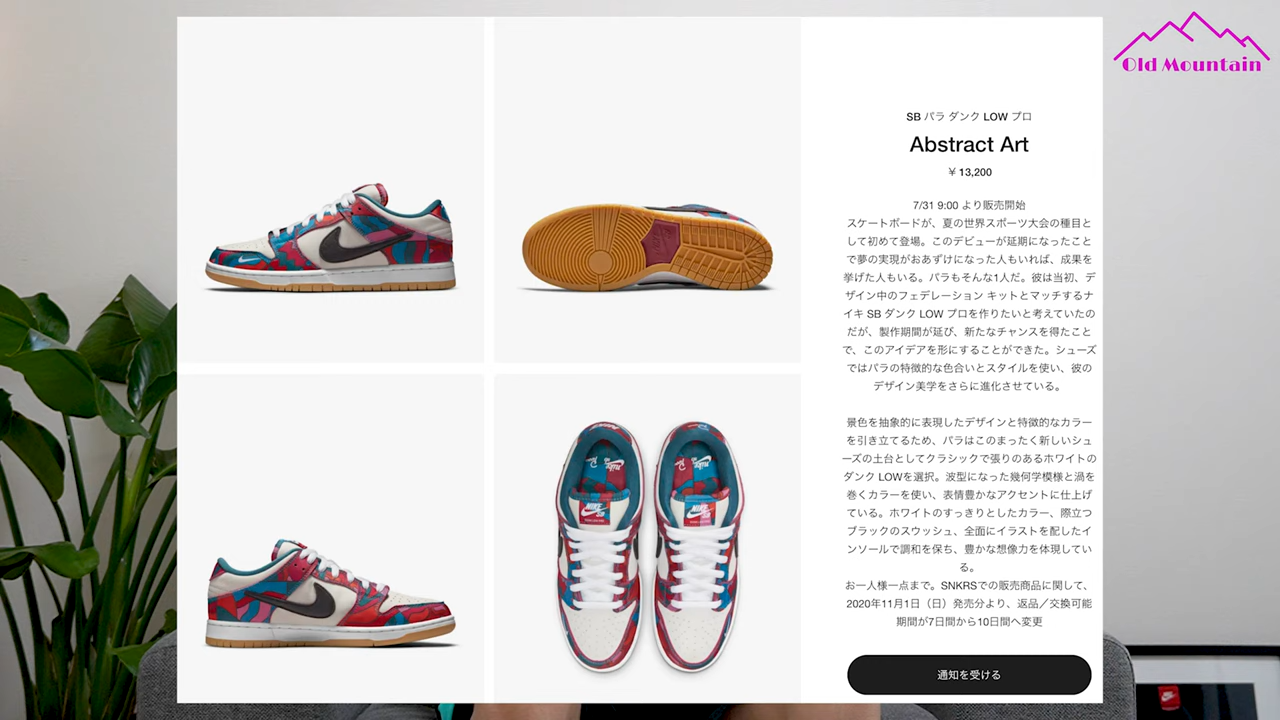 Old Mountain
SB パラ ダンク LOW プロ
Abstract Art
￥13,200
7/31 9:00 より販売開始
スケートボードが、夏の世界スポーツ大会の種目と
して初めて登場。このデビューが延期になったこと
で夢の実現がおあずけになった人もいれば、成果を
挙げた人もいる。パラもそんな1人だ。彼は当初、デ
ザイン中のフェデレーション キットとマッチするナ
イキ SB ダンク LOW プロを作りたいと考えていたの
だが、製作期間が延び、新たなチャンスを得たこと
で、このアイデアを形にすることができた。シューズ
ではパラの特徴的な色合いとスタイルを使い、彼の
デザイン美学をさらに進化させている。
景色を抽象的に表現したデザインと特徴的なカラー
を引き立てるため、パラはこのまったく新しいシュ
ーズの土台としてクラシックで張りのあるホワイトの
ダンク LOWを選択。波型になった幾何学模様と渦を
巻くカラーを使い、表情豊かなアクセントに仕上げ
ている。ホワイトのすっきりとしたカラー、際立つ
ブラックのスウッシュ、全面にイラストを配したイ
ンソールで調和を保ち、豊かな想像力を体現してい
る。
お一人様一点まで。SNKRSでの販売商品に関して、
2020年11月1日（日）発売分より、返品／交換可能
期間が7日間から10日間へ変更
通知を受ける